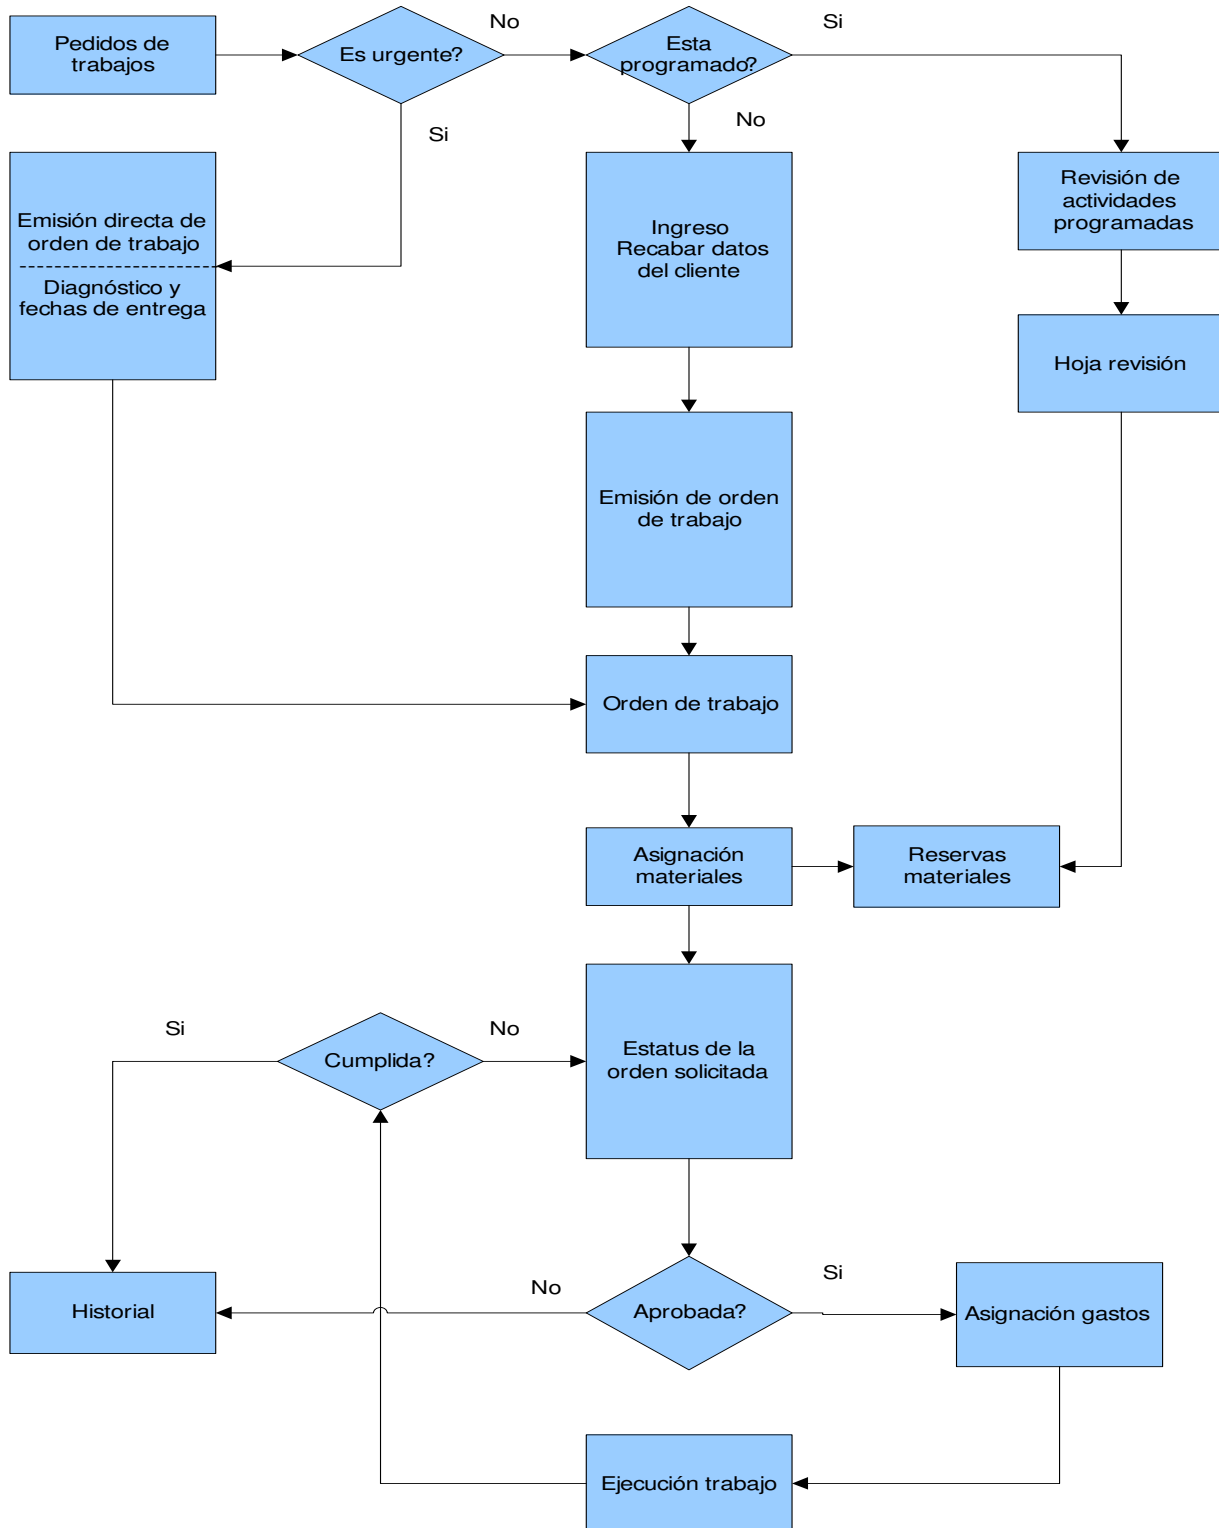 Pedidos de
trabajos
Es urgente?
No
Esta
programado?
Si
Si
No
Emisión directa de
orden de trabajo
Diagnóstico y
fechas de entrega
Ingreso
Recabar datos
del cliente
Revisión de
actividades
programadas
Hoja revisión
Emisión de orden
de trabajo
Orden de trabajo
Asignación
materiales
Reservas
materiales
Si
Cumplida?
No
Estatus de la
orden solicitada
Historial
No
Aprobada?
Si
Asignación gastos
Ejecución trabajo